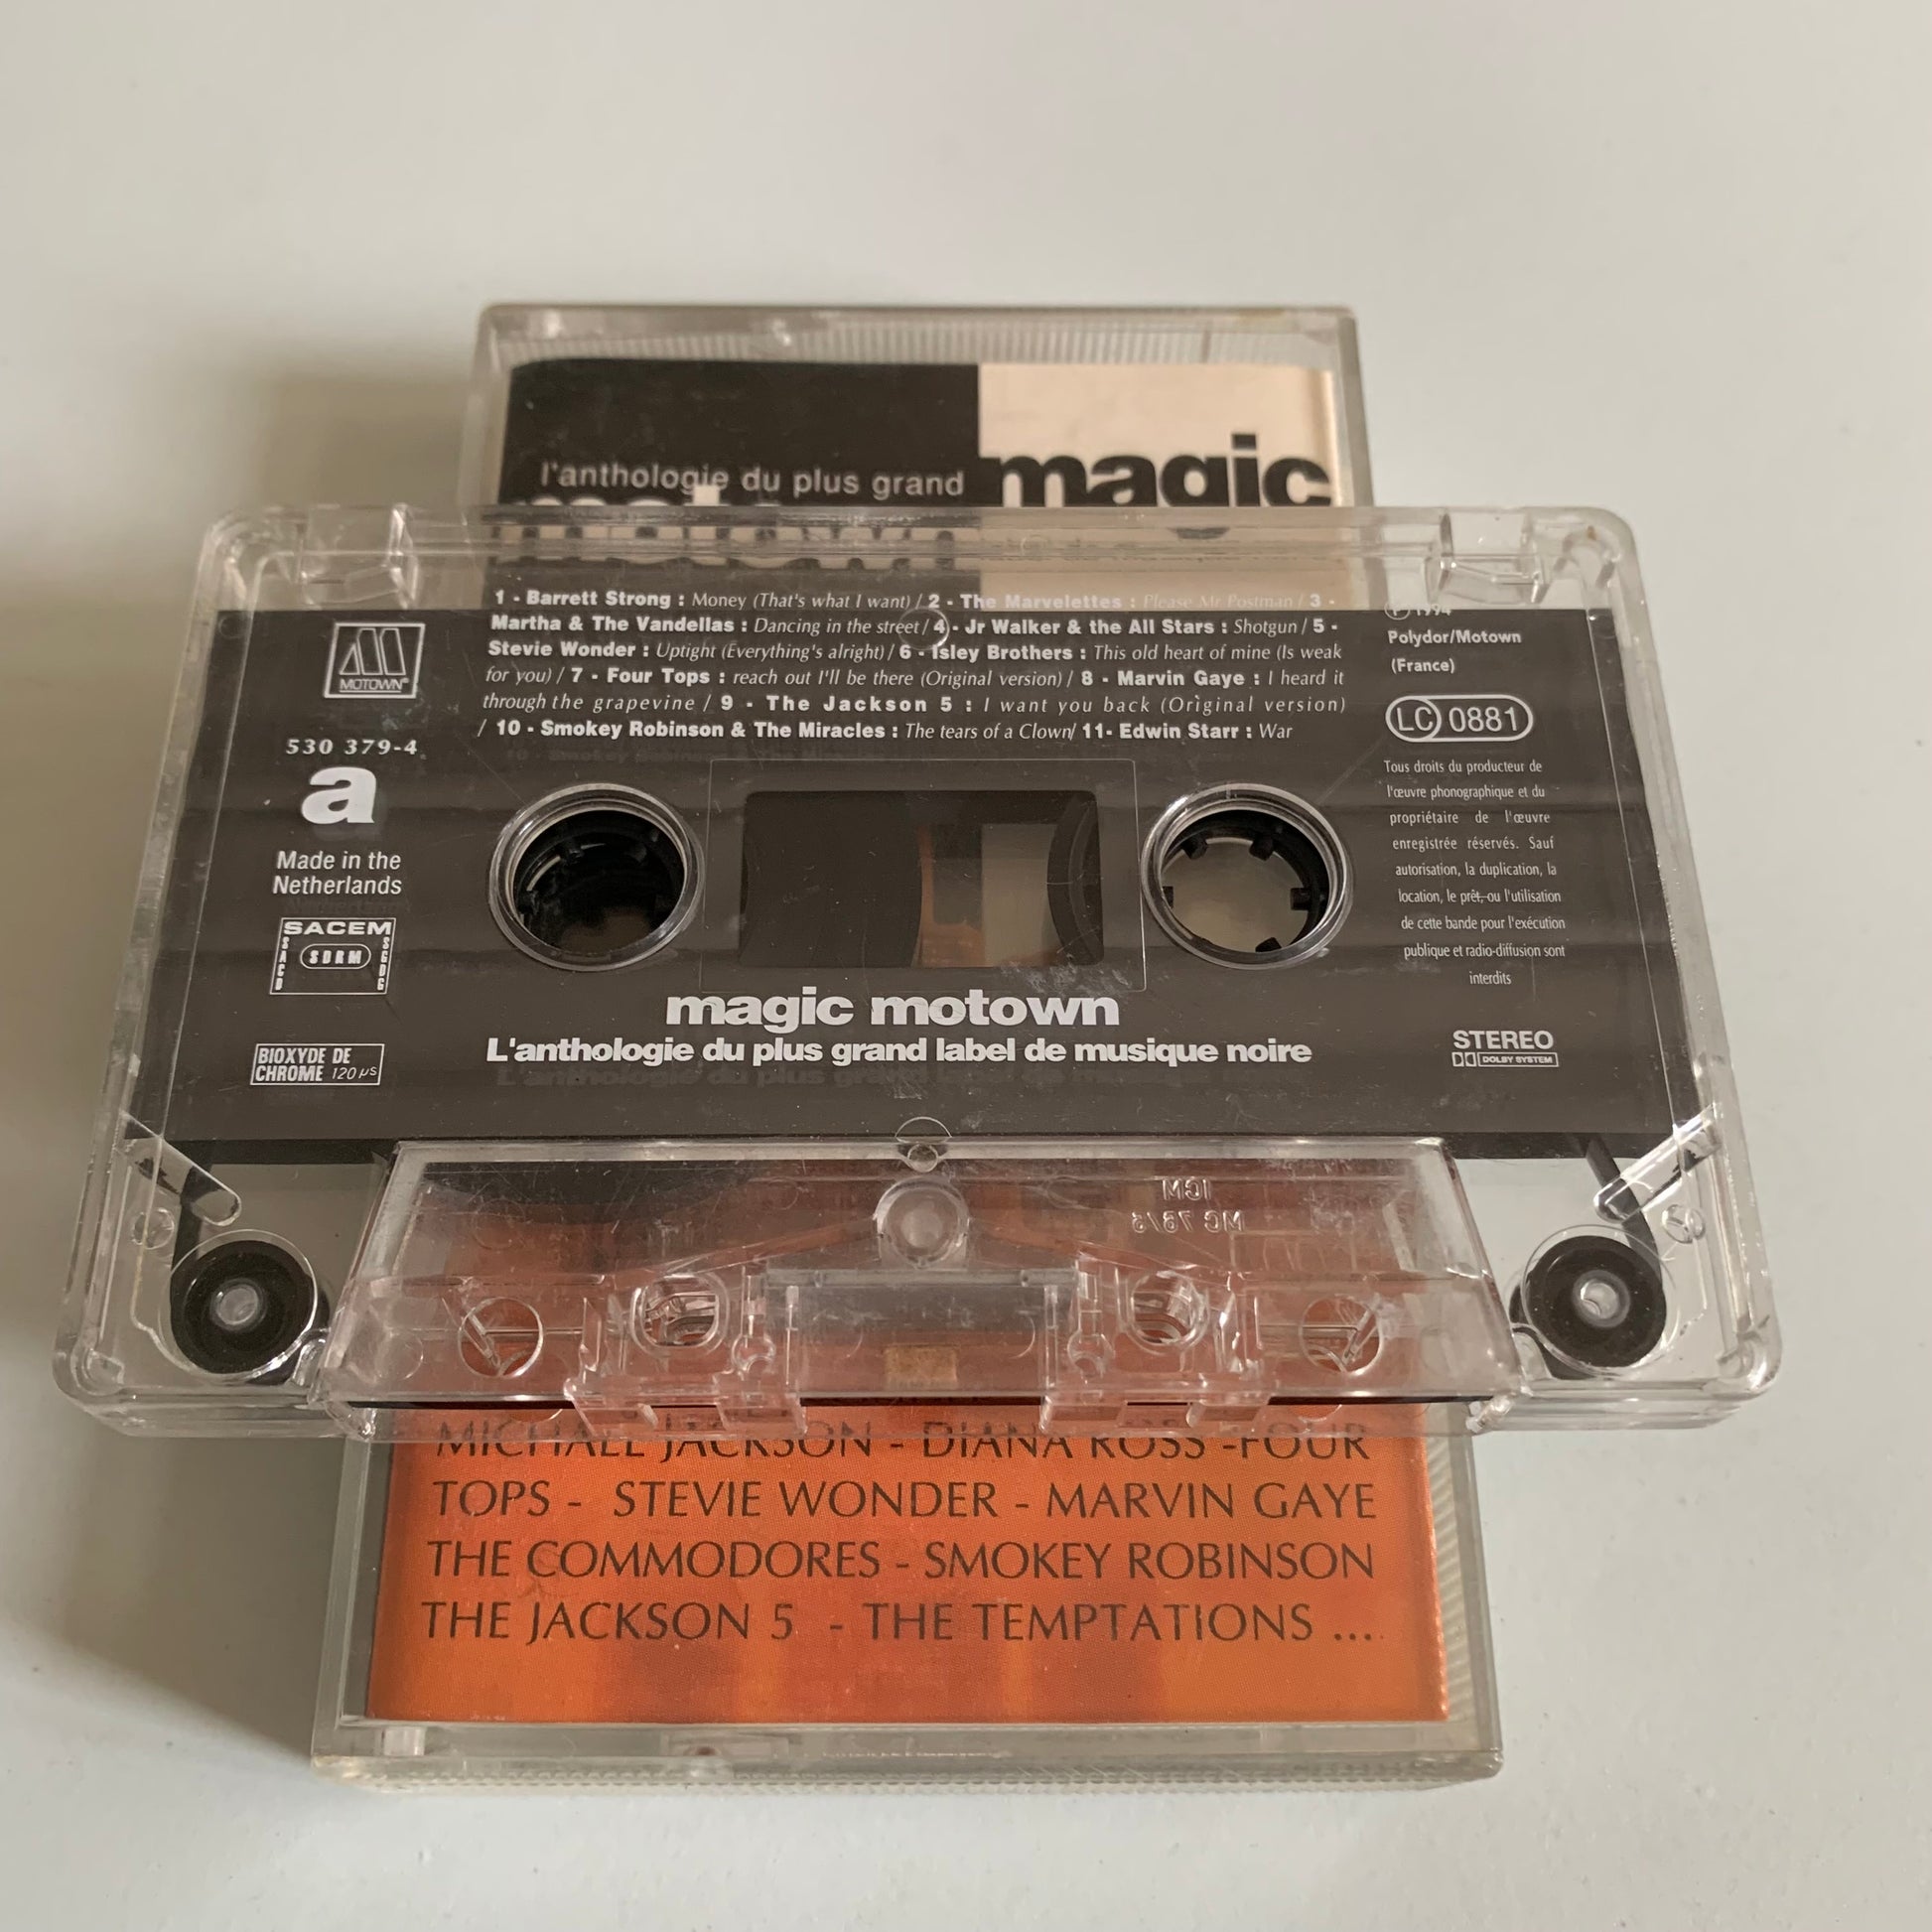 l'anthologie du plus grand
magic
motown
1 - Barrett Strong : Money (That's what I want) / 2 - The Marvelettes : Please Mr Postman / 3 -
Martha & The Vandellas : Dancing in the street / 4 - Jr Walker & the All Stars : Shotgun / 5 -
Stevie Wonder : Uptight (Everything's alright) / 6 - Isley Brothers : This old heart of mine (Is weak
for you) / 7 - Four Tops : reach out I'll be there (Original version) / 8 - Marvin Gaye : I heard it
through the grapevine / 9 - The Jackson 5 : I want you back (Original version)
/ 10 - Smokey Robinson & The Miracles : The tears of a Clown/ 11- Edwin Starr : War
MOTOWN®
530 379-4
a
Made in the
Netherlands
SACEM
SACD
SDRM
SGDG
BIOXYDE DE
CHROME 120 µs
℗ 1994
Polydor/Motown
(France)
LC 0881
Tous droits du producteur de
l'œuvre phonographique et du
propriétaire de l'œuvre
enregistrée réservés. Sauf
autorisation, la duplication, la
location, le prêt, ou l'utilisation
de cette bande pour l'exécution
publique et radio-diffusion sont
interdits
STEREO
DOLBY SYSTEM
magic motown
L'anthologie du plus grand label de musique noire
MICHAEL JACKSON - DIANA ROSS -FOUR
TOPS - STEVIE WONDER - MARVIN GAYE
THE COMMODORES - SMOKEY ROBINSON
THE JACKSON 5 - THE TEMPTATIONS ...